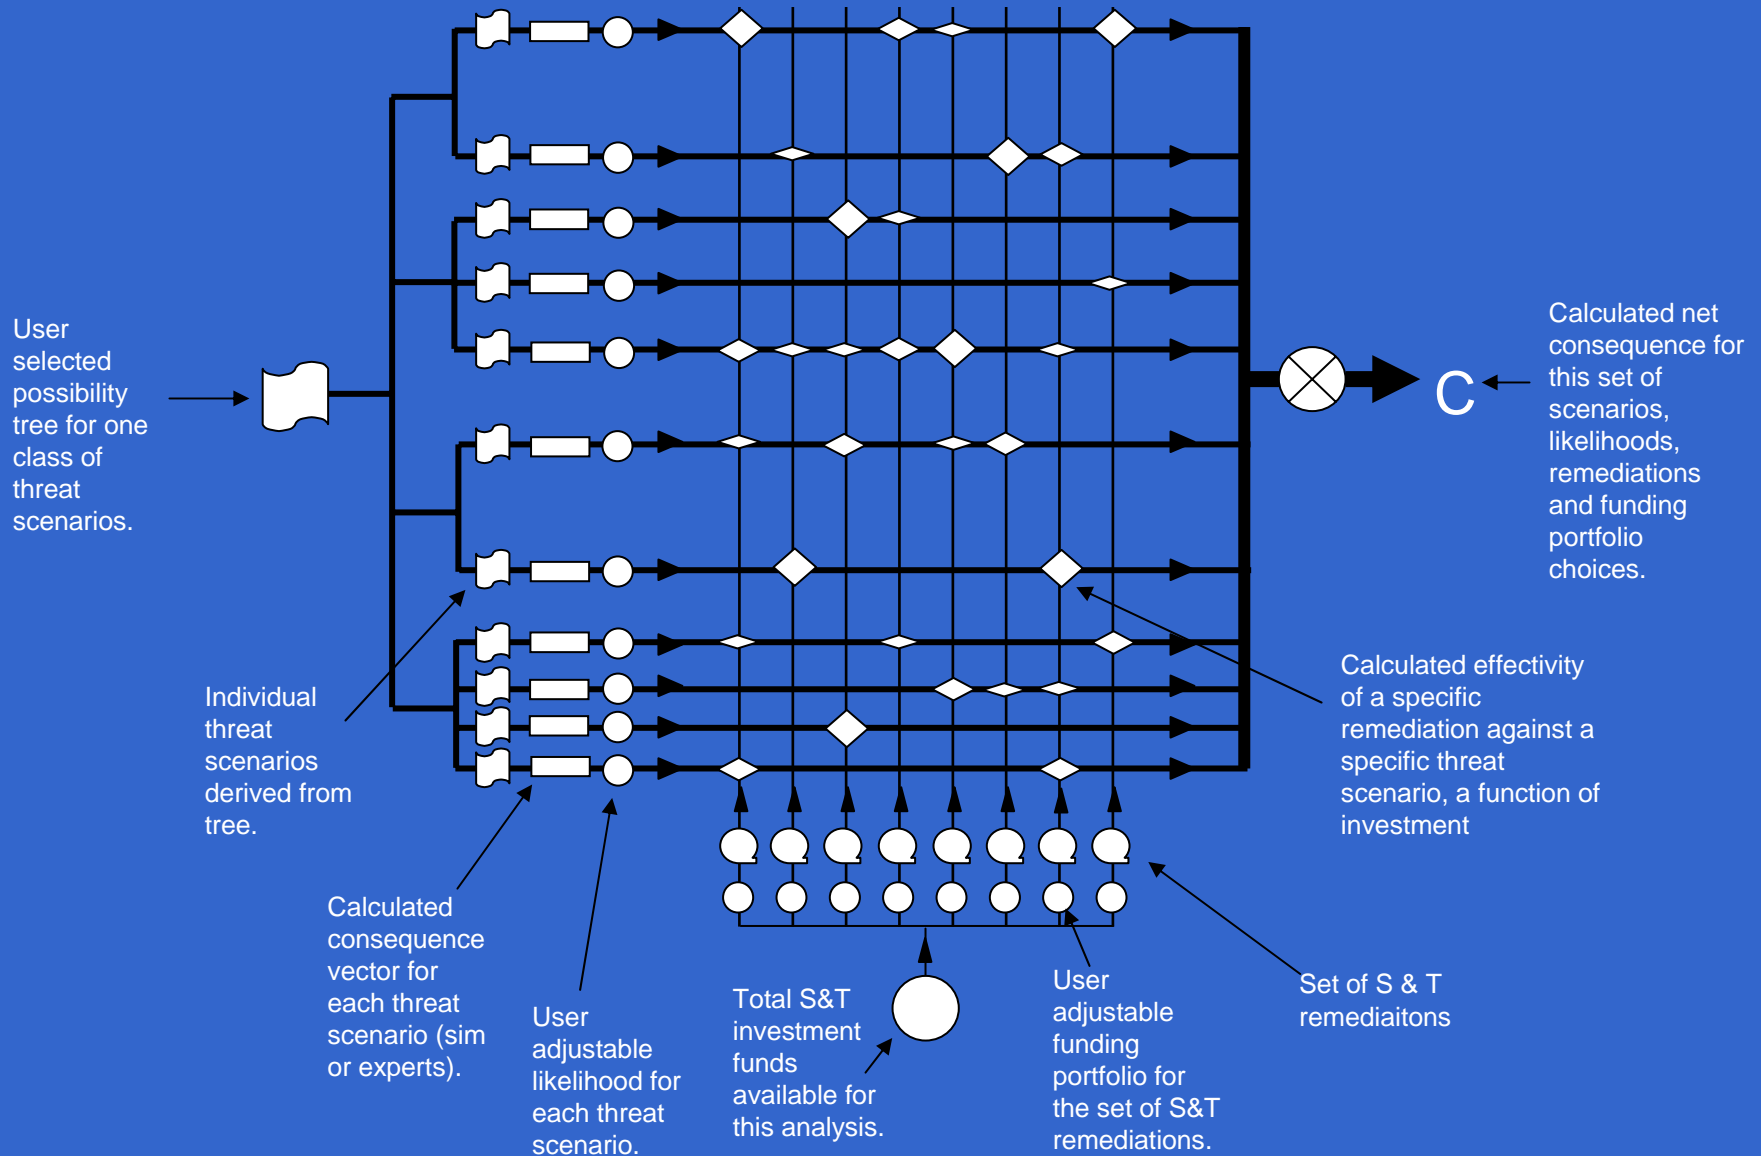 User
selected
possibility
tree for one
class of
threat
scenarios.
C
Calculated net
consequence for
this set of
scenarios,
likelihoods,
remediations
and funding
portfolio
choices.
Individual
threat
scenarios
derived from
tree.
Calculated effectivity
of a specific
remediation against a
specific threat
scenario, a function of
investment
Calculated
consequence
vector for
each threat
scenario (sim
or experts).
User
adjustable
likelihood for
each threat
scenario.
Total S&T
investment
funds
available for
this analysis.
User
adjustable
funding
portfolio for
the set of S&T
remediations.
Set of S & T
remediaitons